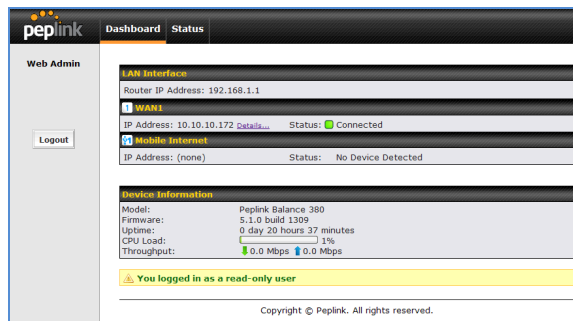 peplink
Dashboard Status
Web Admin
Logout
LAN Interface
Router IP Address: 192.168.1.1
1 WAN1
IP Address: 10.10.10.172 Details... Status: Connected
Mobile Internet
IP Address: (none) Status: No Device Detected
Device Information
Model: Peplink Balance 380
Firmware: 5.1.0 build 1309
Uptime: 0 day 20 hours 37 minutes
CPU Load: 1%
Throughput: 0.0 Mbps 0.0 Mbps
You logged in as a read-only user
Copyright © Peplink. All rights reserved.